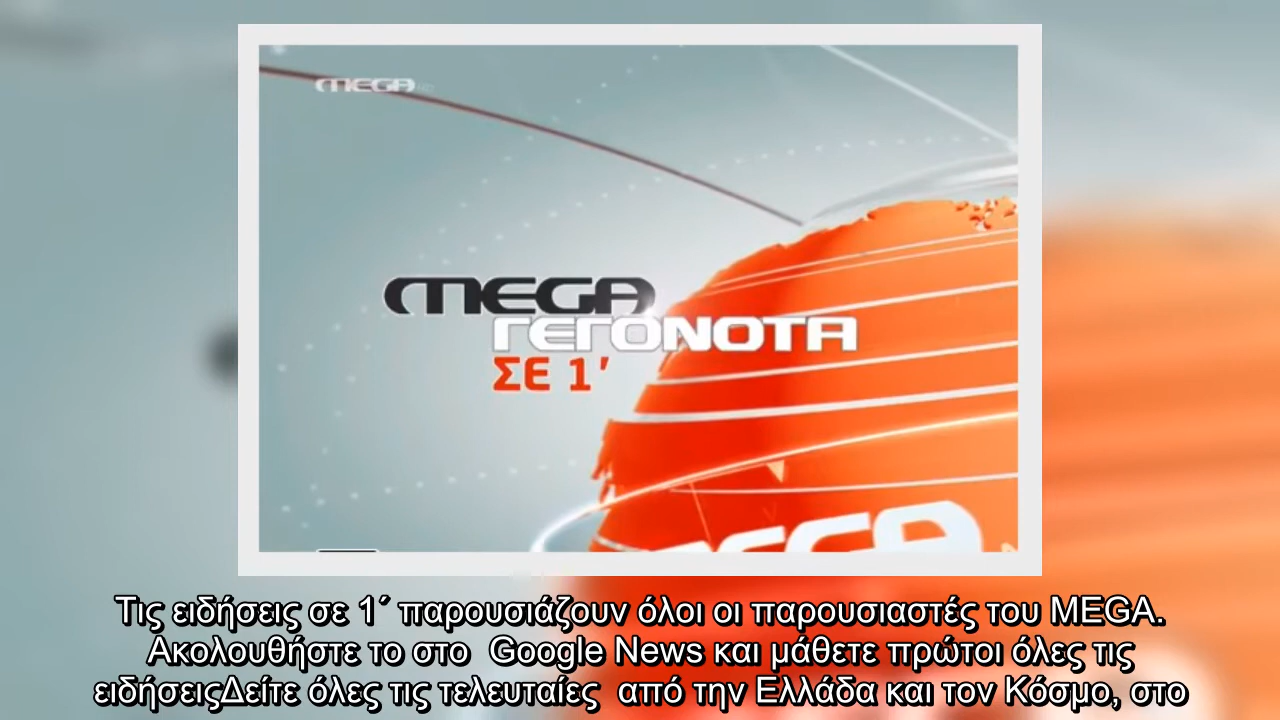 MEGA
MEGA
ΓΕΓΟΝΟΤΑ
ΣΕ 1'
MEGA
Τις ειδήσεις σε 1΄ παρουσιάζουν όλοι οι παρουσιαστές του MEGA.
Ακολουθήστε το στο  Google News και μάθετε πρώτοι όλες τις
ειδήσειςΔείτε όλες τις τελευταίες  από την Ελλάδα και τον Κόσμο, στο